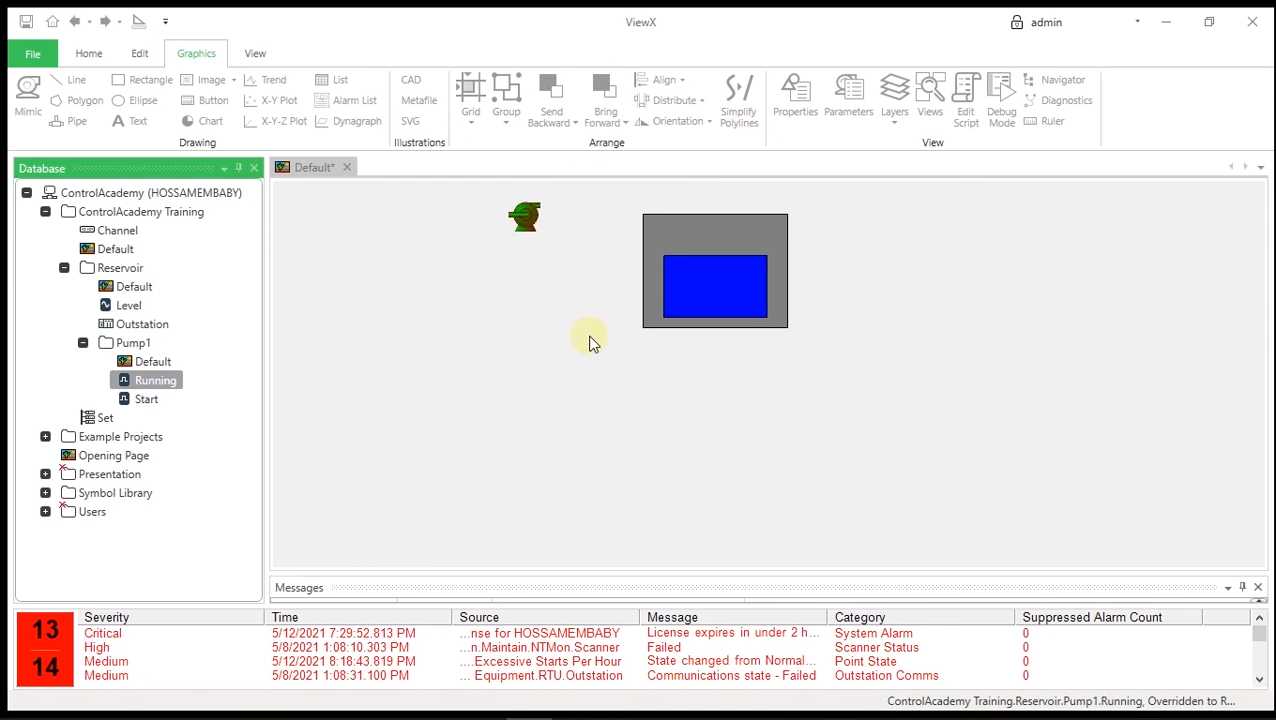 ViewX
admin
File Home Edit Graphics View
Line Rectangle Image Trend List CAD Align Navigator
Mimic Polygon Ellipse Button X-Y Plot Alarm List Metafile Grid Group Send Backward Bring Forward Distribute Simplify Polylines Properties Parameters Layers Views Edit Script Debug Mode Diagnostics
Pipe Text Chart X-Y-Z Plot Dynagraph SVG Orientation Ruler
Drawing Illustrations Arrange View
Database
Default*
ControlAcademy (HOSSAMEMBABY)
ControlAcademy Training
Channel
Default
Reservoir
Default
Level
Outstation
Pump1
Default
Running
Start
Set
Example Projects
Opening Page
Presentation
Symbol Library
Users
Messages
13
14
Severity Time Source Message Category Suppressed Alarm Count
Critical 5/12/2021 7:29:52.813 PM ...nse for HOSSAMEMBABY License expires in under 2 h... System Alarm 0
High 5/8/2021 1:08:10.303 PM ...n.Maintain.NTMon.Scanner Failed Scanner Status 0
Medium 5/12/2021 8:18:43.819 PM ....Excessive Starts Per Hour State changed from Normal... Point State 0
Medium 5/8/2021 1:08:31.100 PM ... Equipment.RTU.Outstation Communications state - Failed Outstation Comms 0
ControlAcademy Training.Reservoir.Pump1.Running, Overridden to R...